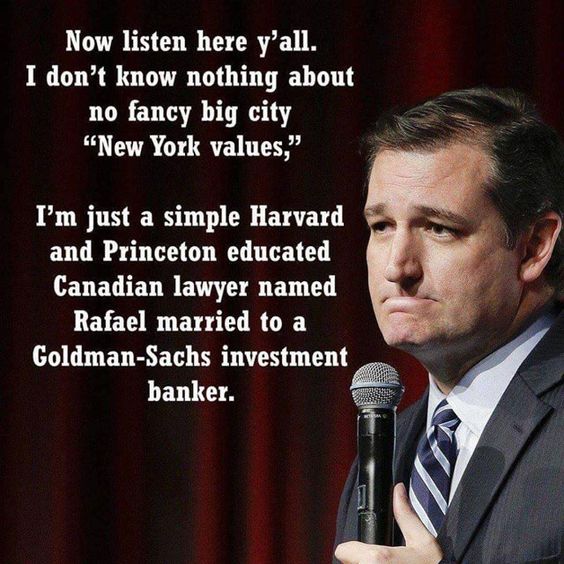 Now listen here y’all.
I don’t know nothing about
no fancy big city
“New York values,”
I’m just a simple Harvard
and Princeton educated
Canadian lawyer named
Rafael married to a
Goldman-Sachs investment
banker.